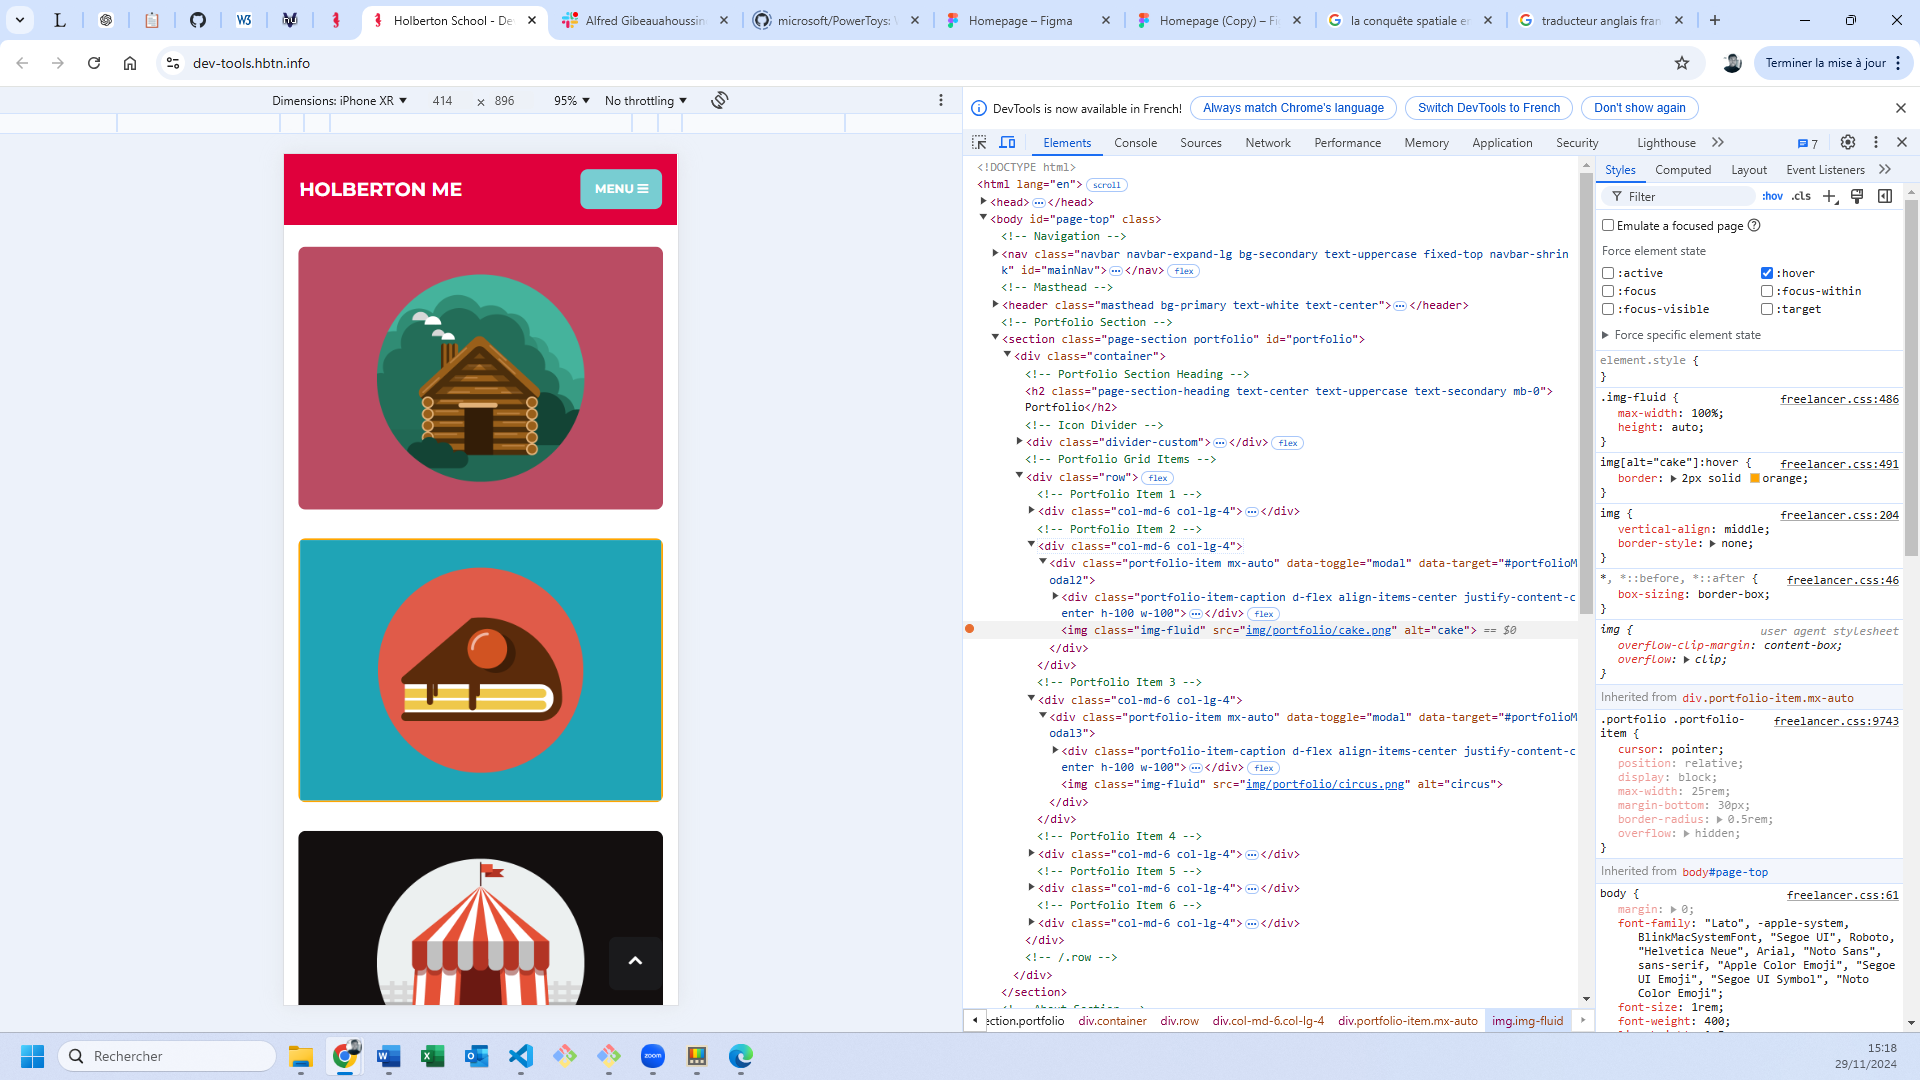 Holberton School - De
Alfred Gibeauahoussin
microsoft/PowerToys: \
Homepage – Figma
Homepage (Copy) – Fi
la conquête spatiale en
traducteur anglais fran
dev-tools.hbtn.info
Terminer la mise à jour
Dimensions: iPhone XR 414 × 896 95% No throttling
HOLBERTON ME
MENU
DevTools is now available in French! Always match Chrome's language Switch DevTools to French Don't show again
Elements Console Sources Network Performance Memory Application Security Lighthouse 7
<!DOCTYPE html>
<html lang="en"> scroll
<head> </head>
<body id="page-top" class>
<!-- Navigation -->
<nav class="navbar navbar-expand-lg bg-secondary text-uppercase fixed-top navbar-shrin
k" id="mainNav"> </nav> flex
<!-- Masthead -->
<header class="masthead bg-primary text-white text-center"> </header>
<!-- Portfolio Section -->
<section class="page-section portfolio" id="portfolio">
<div class="container">
<!-- Portfolio Section Heading -->
<h2 class="page-section-heading text-center text-uppercase text-secondary mb-0">
Portfolio</h2>
<!-- Icon Divider -->
<div class="divider-custom"> </div> flex
<!-- Portfolio Grid Items -->
<div class="row"> flex
<!-- Portfolio Item 1 -->
<div class="col-md-6 col-lg-4"> </div>
<!-- Portfolio Item 2 -->
<div class="col-md-6 col-lg-4">
<div class="portfolio-item mx-auto" data-toggle="modal" data-target="#portfolioM
odal2">
<div class="portfolio-item-caption d-flex align-items-center justify-content-c
enter h-100 w-100"> </div> flex
<img class="img-fluid" src="img/portfolio/cake.png" alt="cake"> == $0
</div>
</div>
<!-- Portfolio Item 3 -->
<div class="col-md-6 col-lg-4">
<div class="portfolio-item mx-auto" data-toggle="modal" data-target="#portfolioM
odal3">
<div class="portfolio-item-caption d-flex align-items-center justify-content-c
enter h-100 w-100"> </div> flex
<img class="img-fluid" src="img/portfolio/circus.png" alt="circus">
</div>
</div>
<!-- Portfolio Item 4 -->
<div class="col-md-6 col-lg-4"> </div>
<!-- Portfolio Item 5 -->
<div class="col-md-6 col-lg-4"> </div>
<!-- Portfolio Item 6 -->
<div class="col-md-6 col-lg-4"> </div>
</div>
<!-- /.row -->
</div>
</section>
ection.portfolio div.container div.row div.col-md-6.col-lg-4 div.portfolio-item.mx-auto img.img-fluid
Styles Computed Layout Event Listeners
Filter :hov .cls
Emulate a focused page
Force element state
:active :hover
:focus :focus-within
:focus-visible :target
Force specific element state
element.style {
}
.img-fluid { freelancer.css:486
max-width: 100%;
height: auto;
}
img[alt="cake"]:hover { freelancer.css:491
border: 2px solid orange;
}
img { freelancer.css:204
vertical-align: middle;
border-style: none;
}
*, *::before, *::after { freelancer.css:46
box-sizing: border-box;
}
img { user agent stylesheet
overflow-clip-margin: content-box;
overflow: clip;
}
Inherited from div.portfolio-item.mx-auto
.portfolio .portfolio- freelancer.css:9743
item {
cursor: pointer;
position: relative;
display: block;
max-width: 25rem;
margin-bottom: 30px;
border-radius: 0.5rem;
overflow: hidden;
}
Inherited from body#page-top
body { freelancer.css:61
margin: 0;
font-family: "Lato", -apple-system,
BlinkMacSystemFont, "Segoe UI", Roboto,
"Helvetica Neue", Arial, "Noto Sans",
sans-serif, "Apple Color Emoji", "Segoe
UI Emoji", "Segoe UI Symbol", "Noto
Color Emoji";
font-size: 1rem;
font-weight: 400;
Rechercher
15:18
29/11/2024